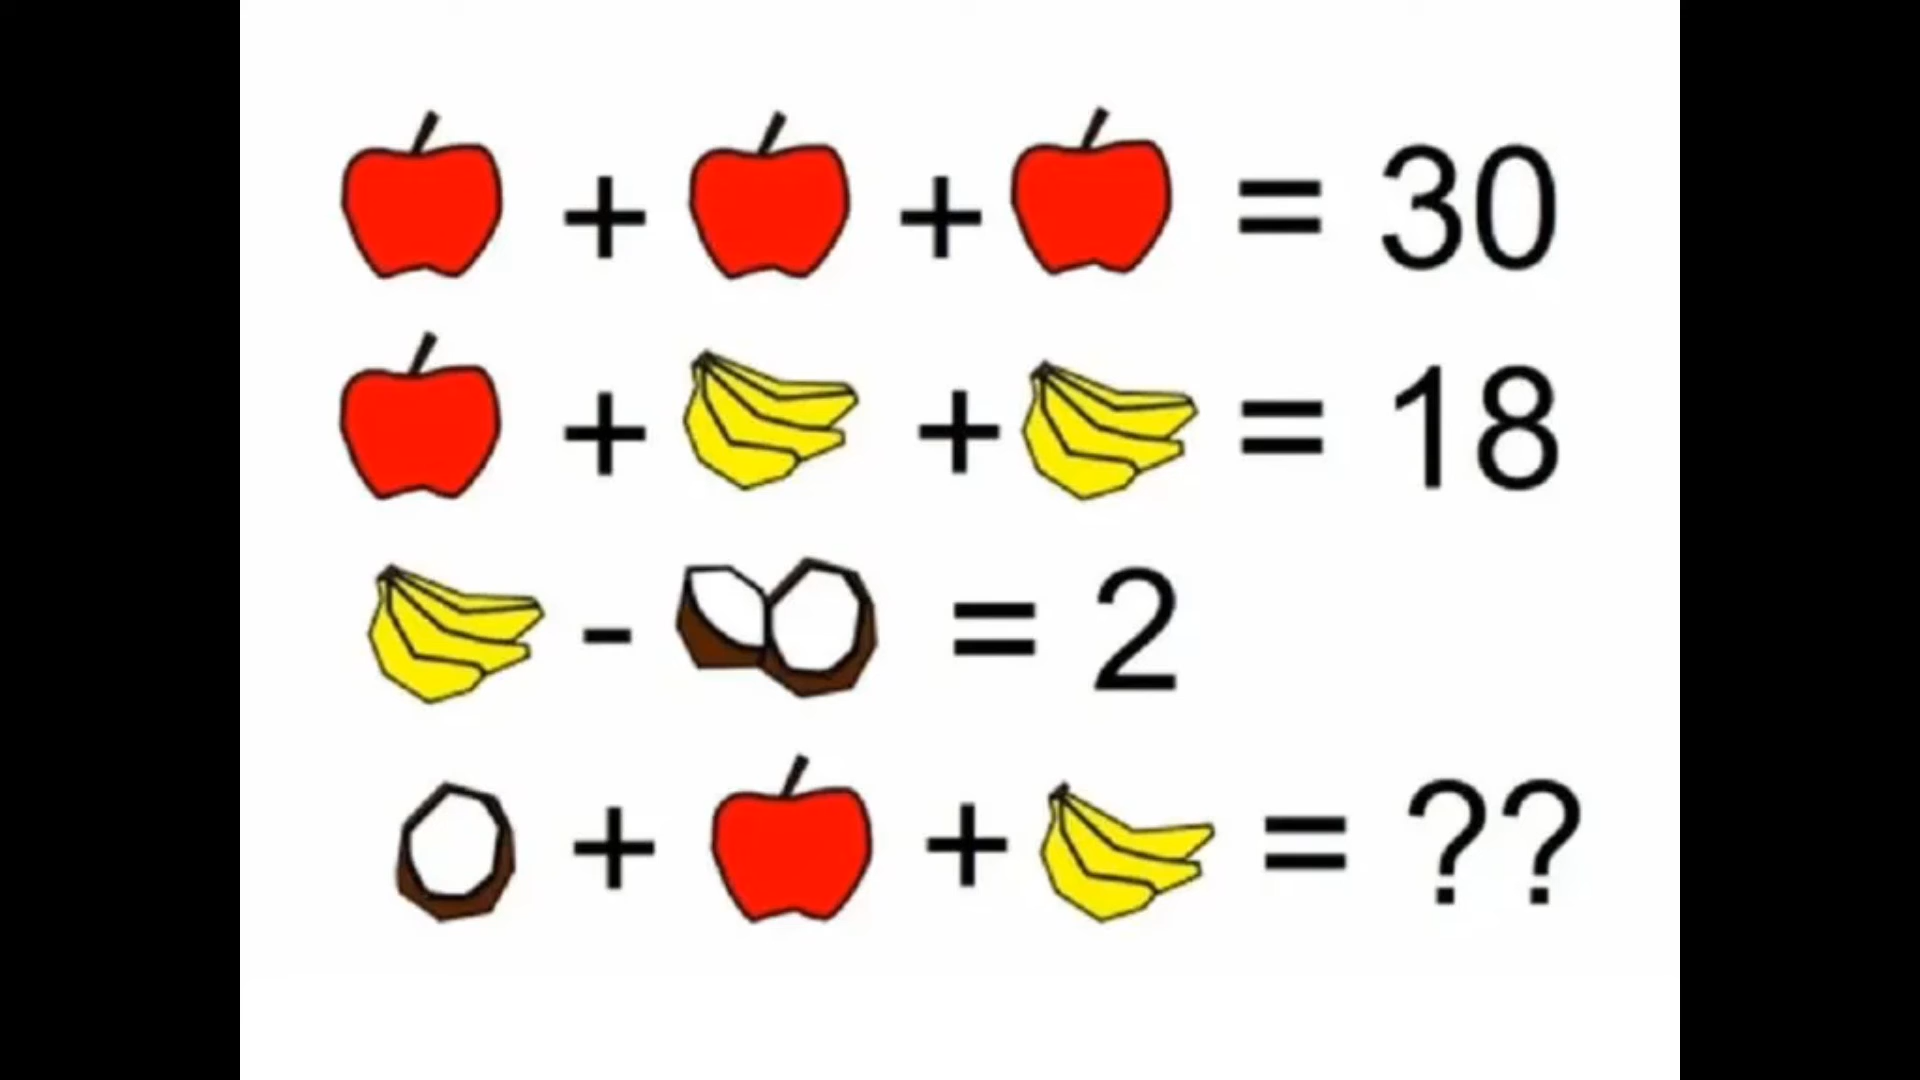 + + = 30
+ + = 18
- = 2
+ + = ??